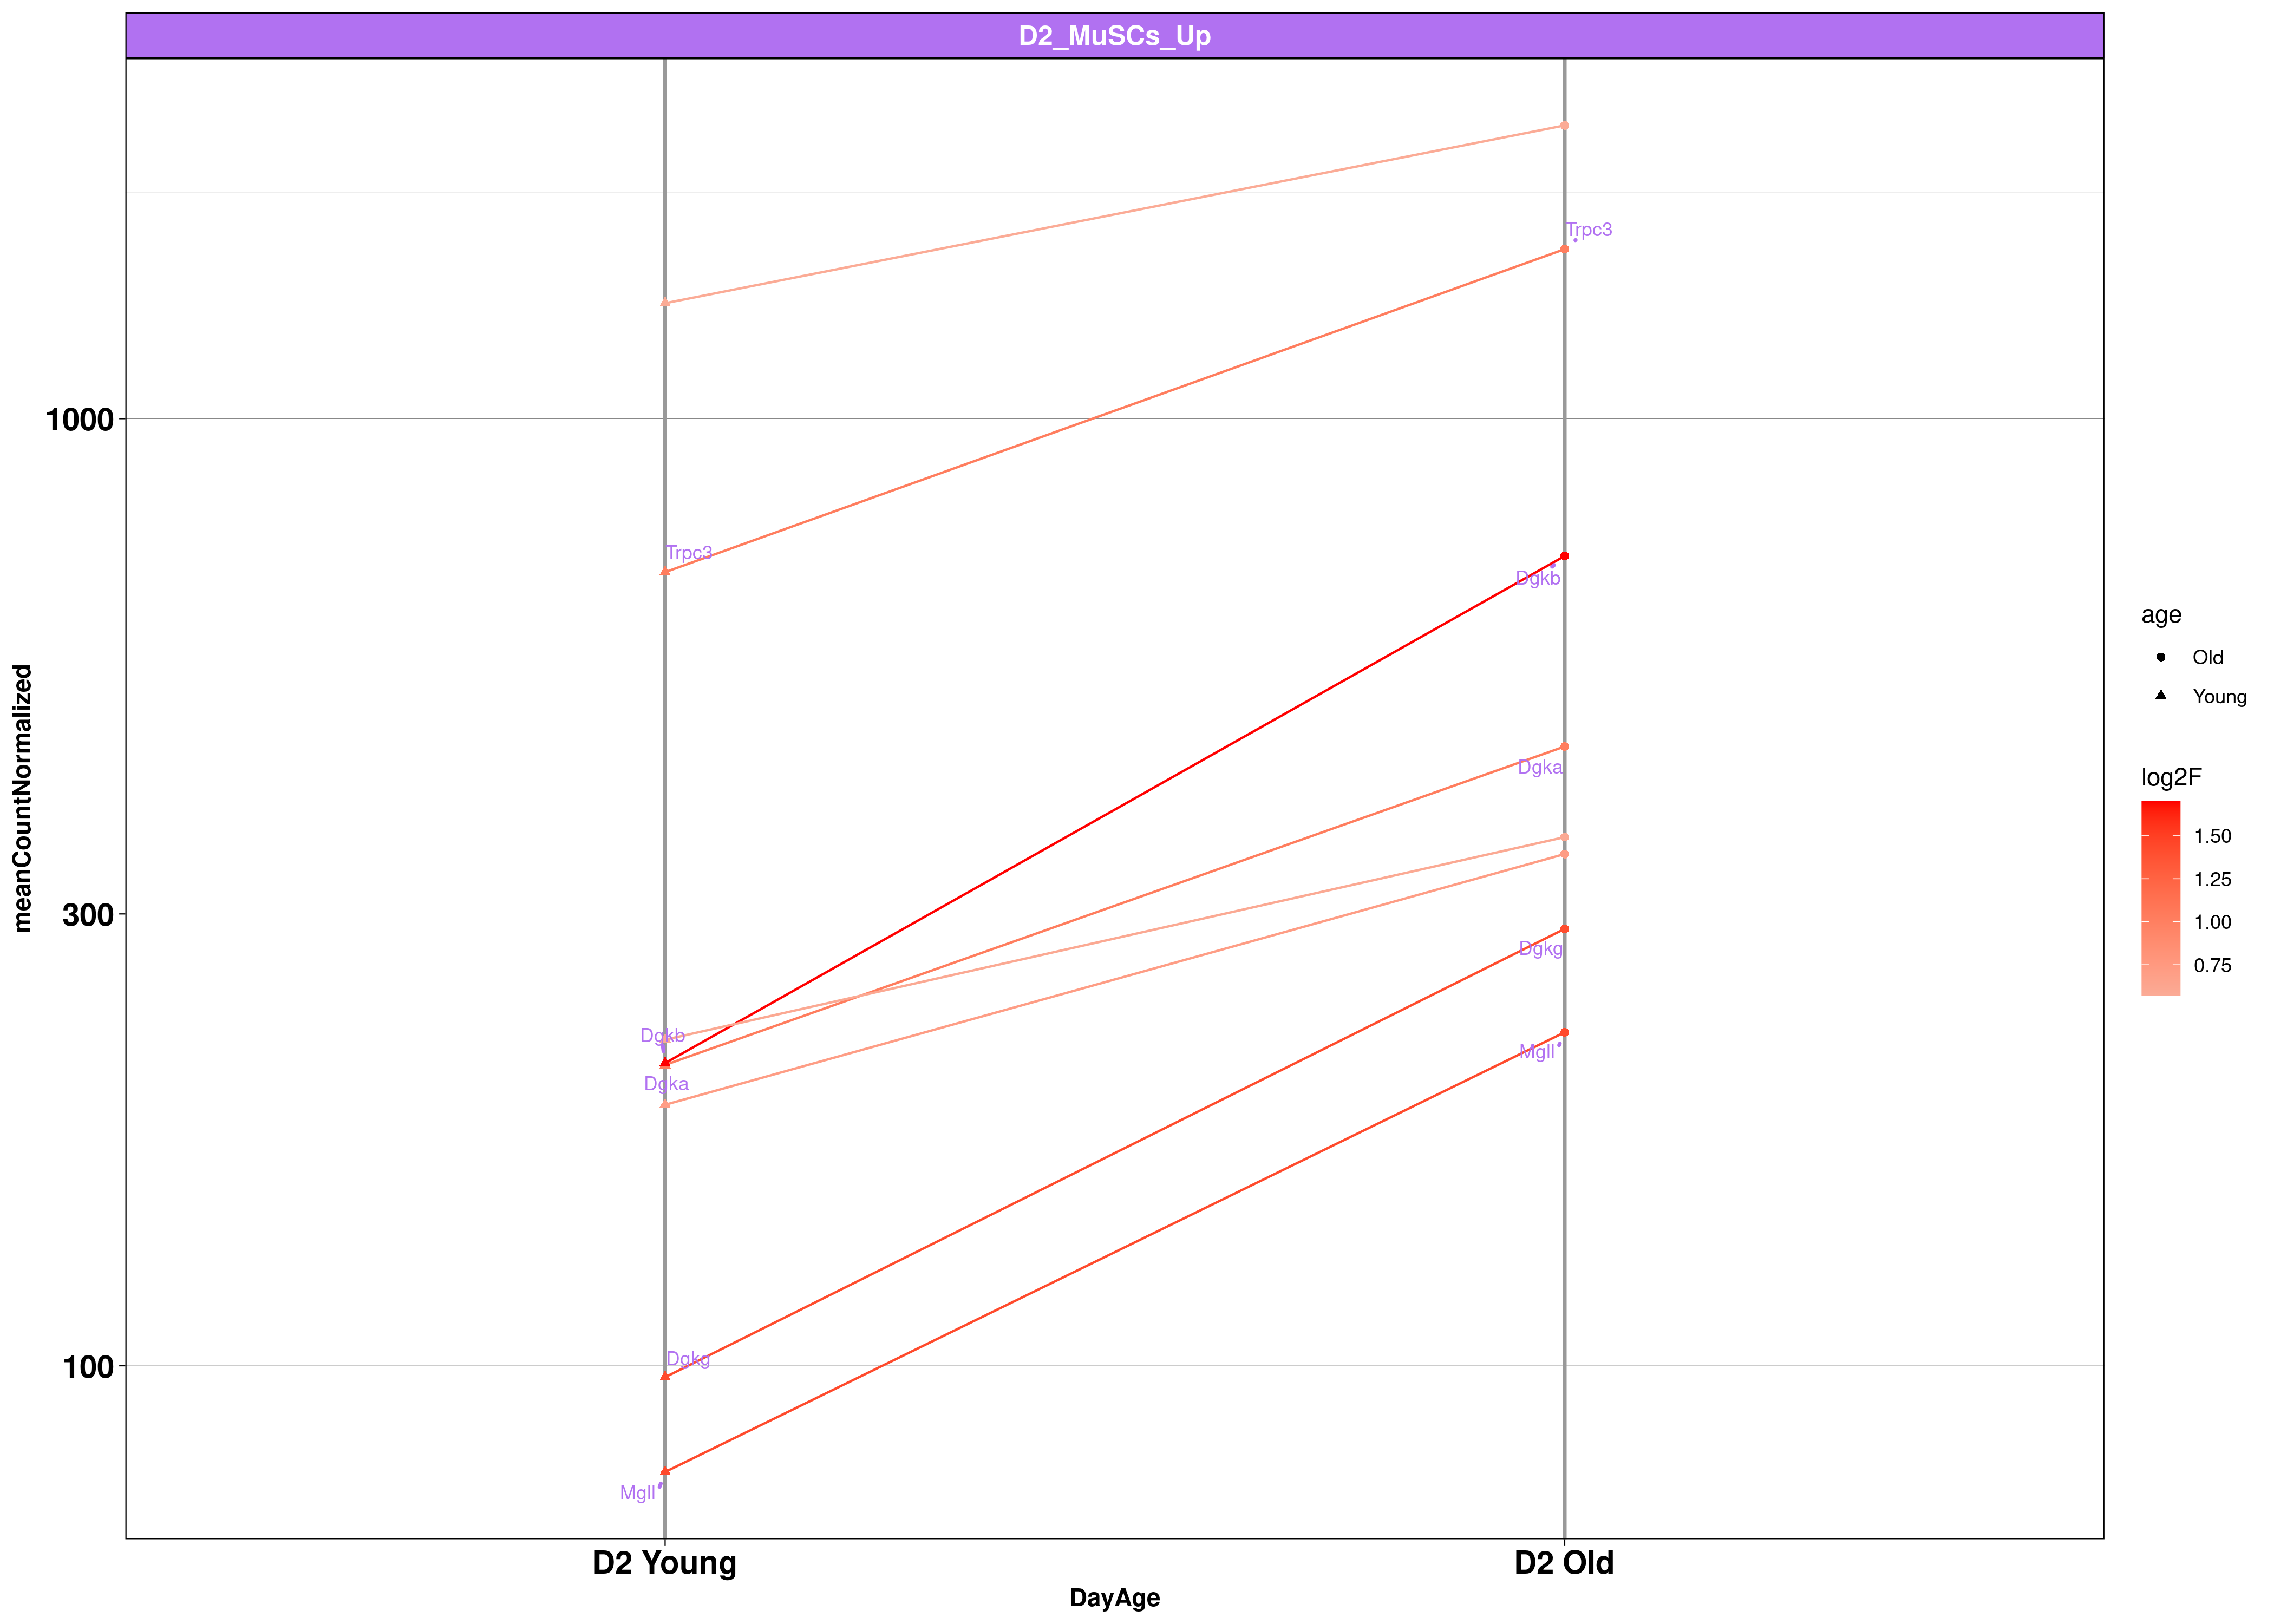 D2_MuSCs_Up
meanCountNormalized
1000
300
100
Trpc3
Trpc3
Dgkb
Dgka
Dgkg
Dgkb
Mgll
Dgka
Dgkg
Mgll
D2 Young
D2 Old
DayAge
age
Old
Young
log2F
1.50
1.25
1.00
0.75